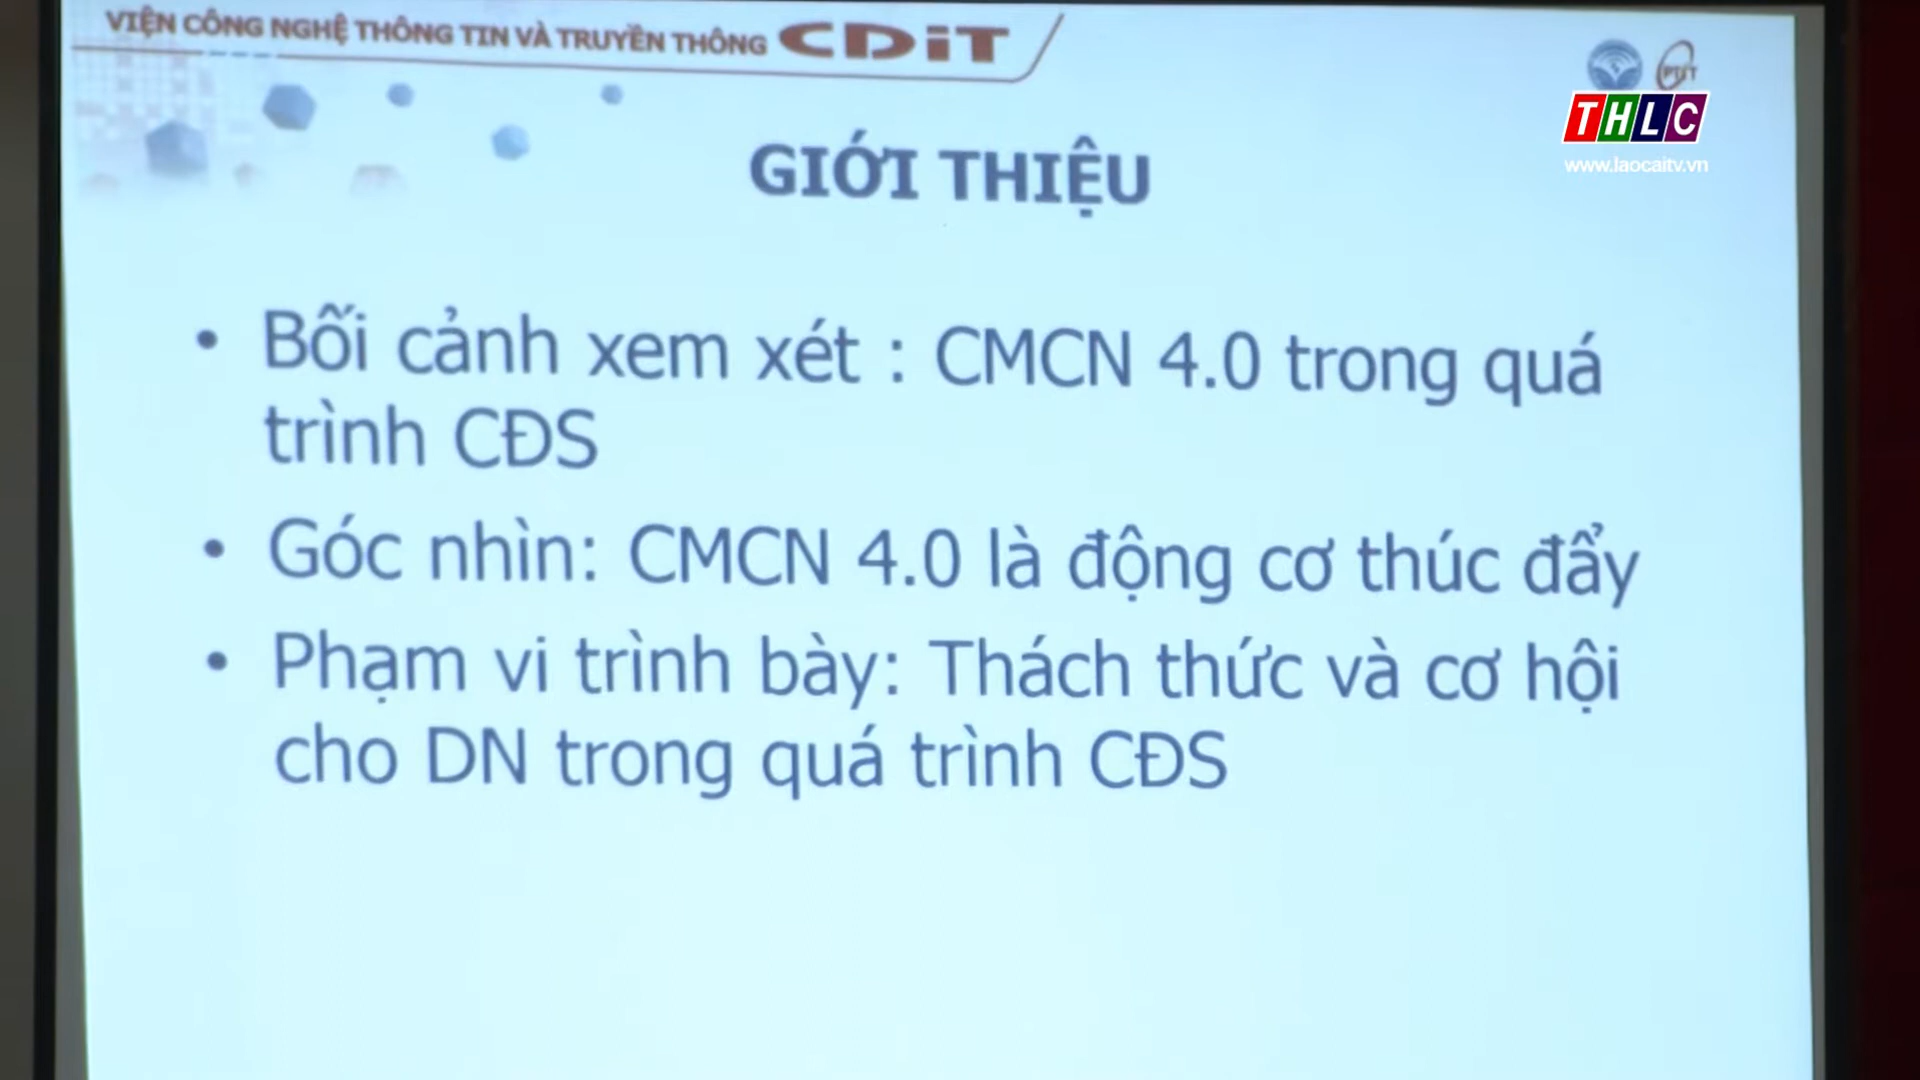 VIỆN CÔNG NGHỆ THÔNG TIN VÀ TRUYỀN THÔNG CDiT
PTIT
THLC
www.laocaitv.vn
GIỚI THIỆU
• Bối cảnh xem xét : CMCN 4.0 trong quá
trình CĐS
• Góc nhìn: CMCN 4.0 là động cơ thúc đẩy
• Phạm vi trình bày: Thách thức và cơ hội
cho DN trong quá trình CĐS